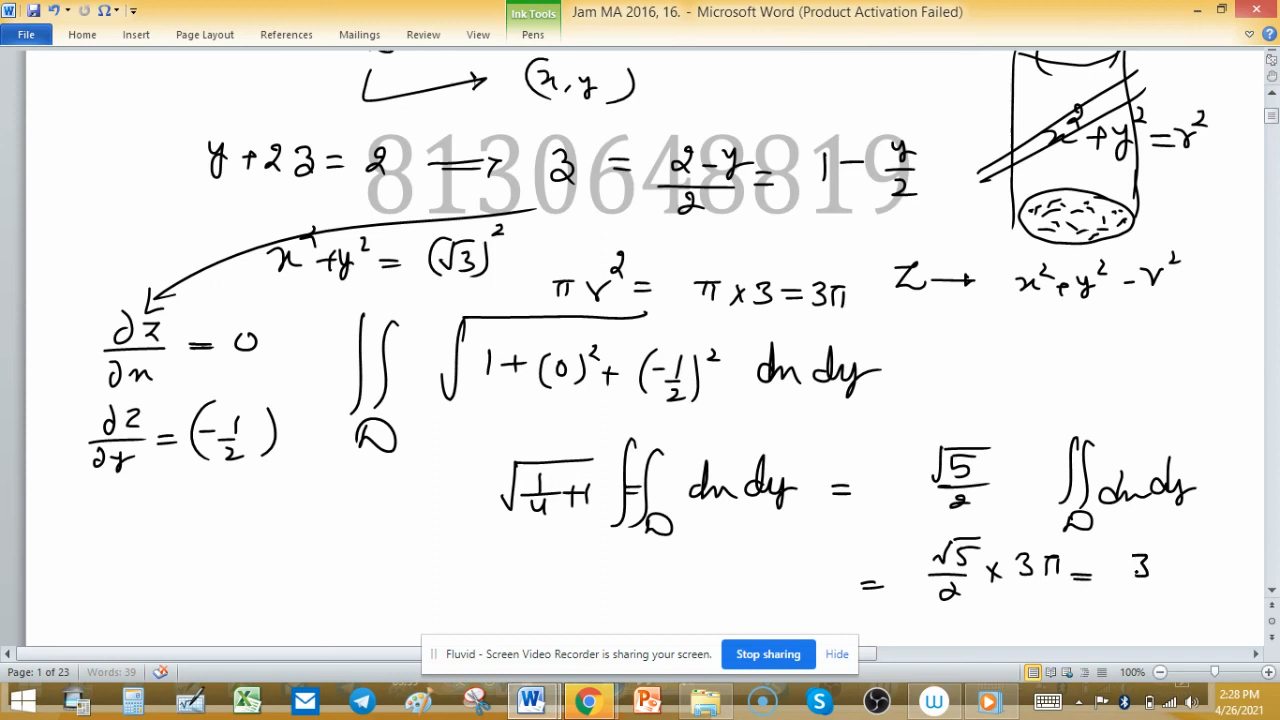 Ink Tools
Jam MA 2016, 16. - Microsoft Word (Product Activation Failed)
File Home Insert Page Layout References Mailings Review View Pens
(x, y)
x² + y² = r²
8130648819
y + 2z = 2 ⟹ z = (2 - y)/2 = 1 - y/2
x² + y² = (√3)²
πr² = π × 3 = 3π
Z → x² + y² - r²
∂z/∂x = 0
∬_D √(1 + (0)² + (-1/2)²) dx dy
∂z/∂y = (-1/2)
√(1/4 + 1) ∬_D dx dy = √5/2 ∬_D dx dy
= √5/2 × 3π = 3
Fluvid - Screen Video Recorder is sharing your screen. Stop sharing Hide
Page: 1 of 23 Words: 39 100%
2:28 PM
4/26/2021